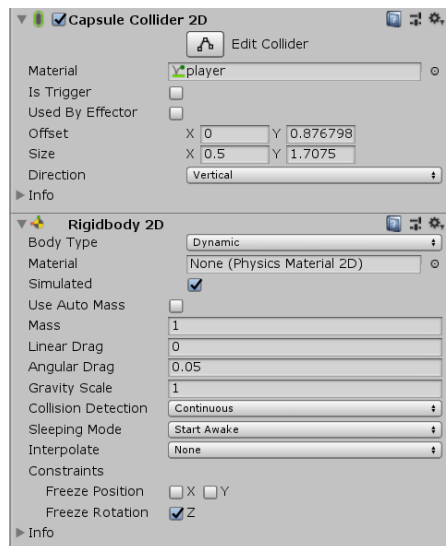 Capsule Collider 2D
Edit Collider
Material player
Is Trigger
Used By Effector
Offset X 0 Y 0.876798
Size X 0.5 Y 1.7075
Direction Vertical
Info
Rigidbody 2D
Body Type Dynamic
Material None (Physics Material 2D)
Simulated
Use Auto Mass
Mass 1
Linear Drag 0
Angular Drag 0.05
Gravity Scale 1
Collision Detection Continuous
Sleeping Mode Start Awake
Interpolate None
Constraints
Freeze Position X Y
Freeze Rotation Z
Info